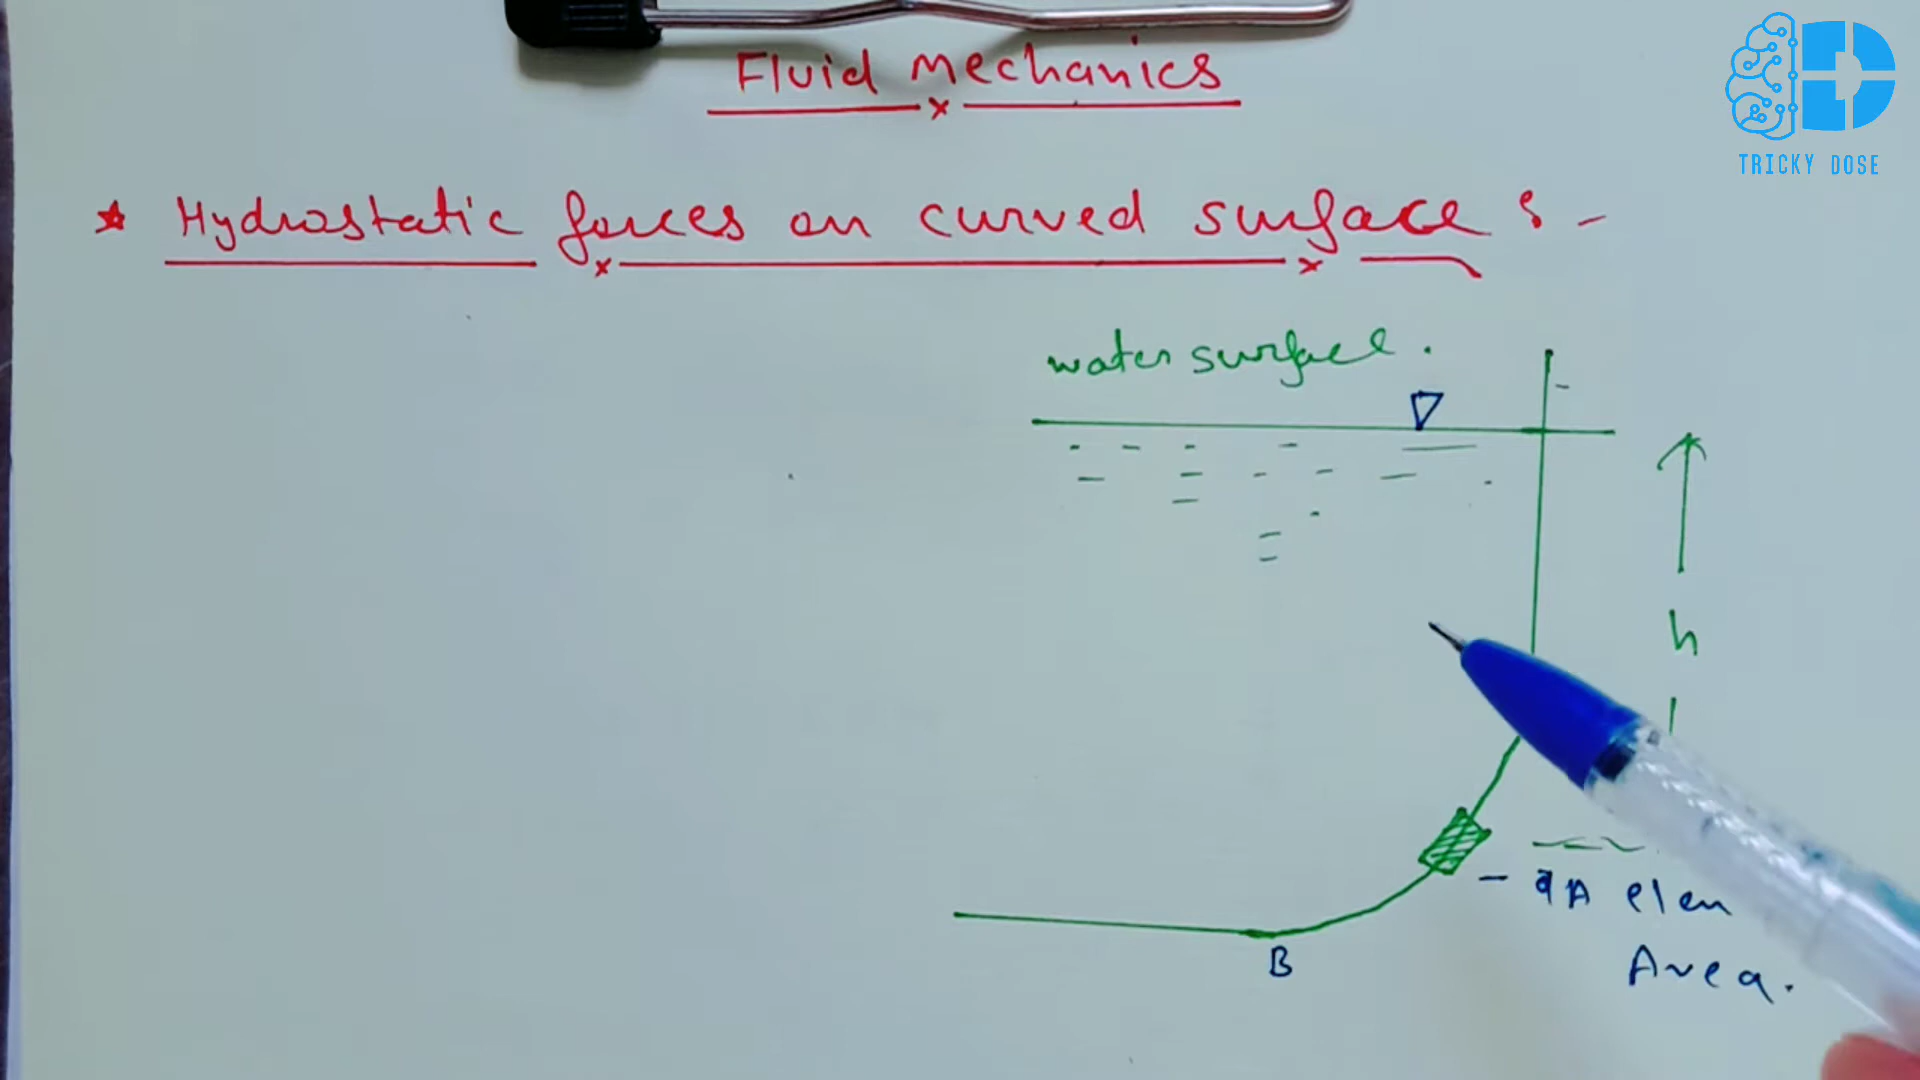 Fluid Mechanics
TRICKY DOSE
* Hydrostatic forces on curved surface :-
water surface.
h
dA elem
Area.
B